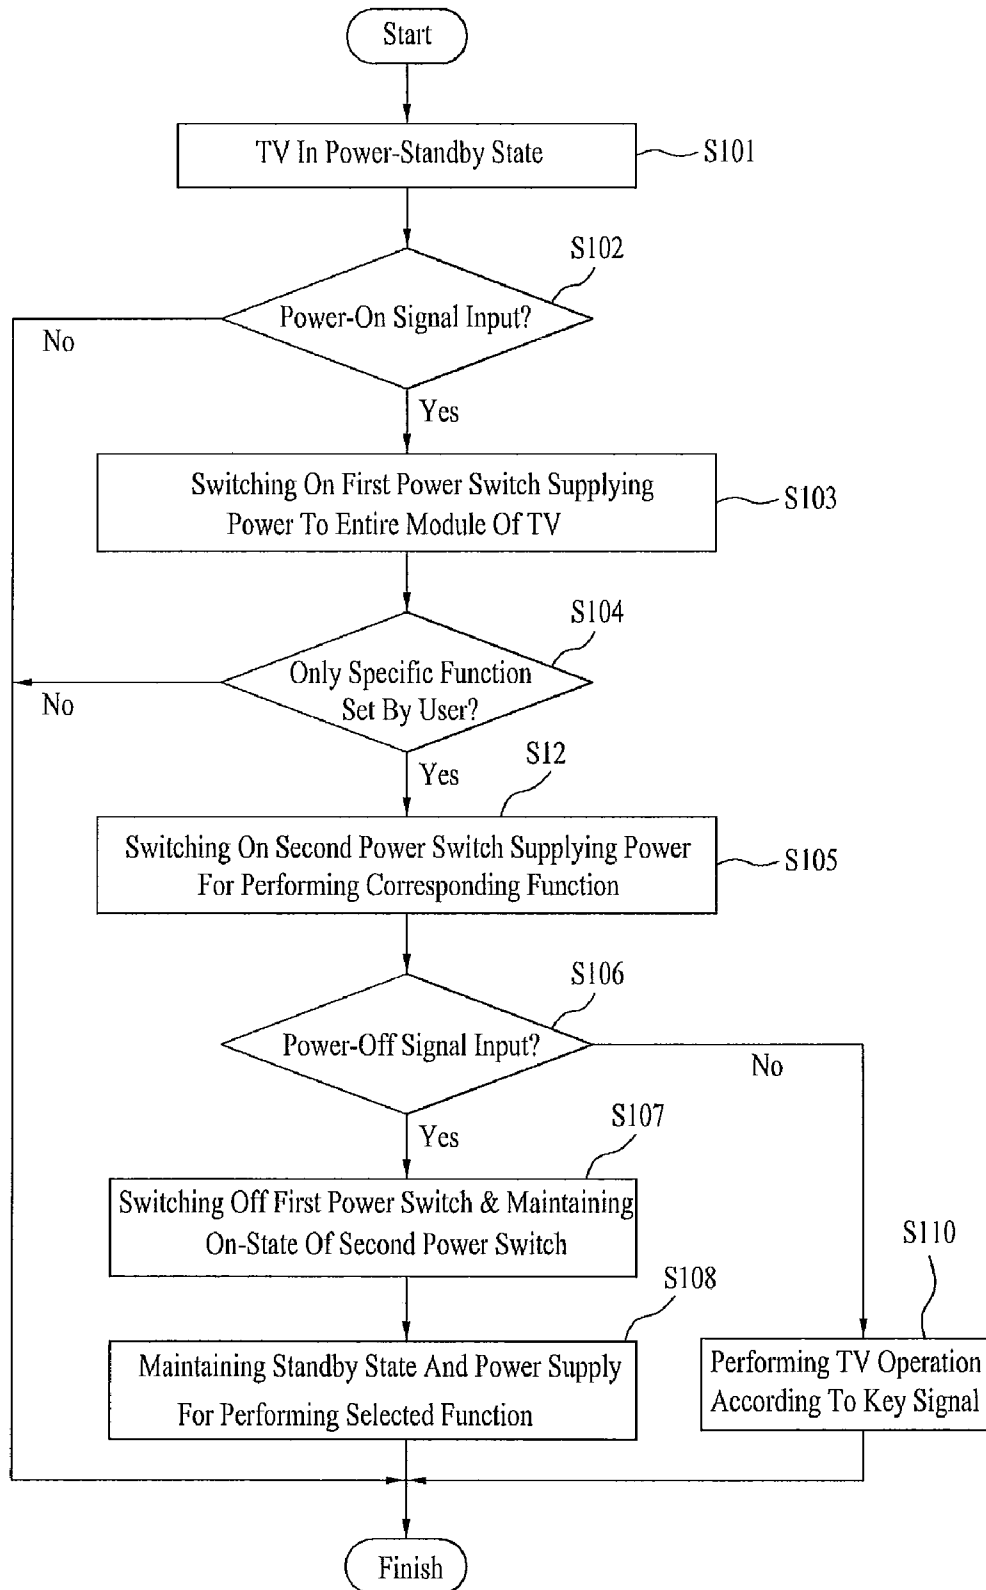 Start
TV In Power-Standby State
S101
S102
Power-On Signal Input?
No
Yes
Switching On First Power Switch Supplying
Power To Entire Module Of TV
S103
S104
Only Specific Function
Set By User?
No
Yes
S12
Switching On Second Power Switch Supplying Power
For Performing Corresponding Function
S105
S106
Power-Off Signal Input?
No
Yes
S107
Switching Off First Power Switch & Maintaining
On-State Of Second Power Switch
S110
S108
Maintaining Standby State And Power Supply
For Performing Selected Function
Performing TV Operation
According To Key Signal
Finish